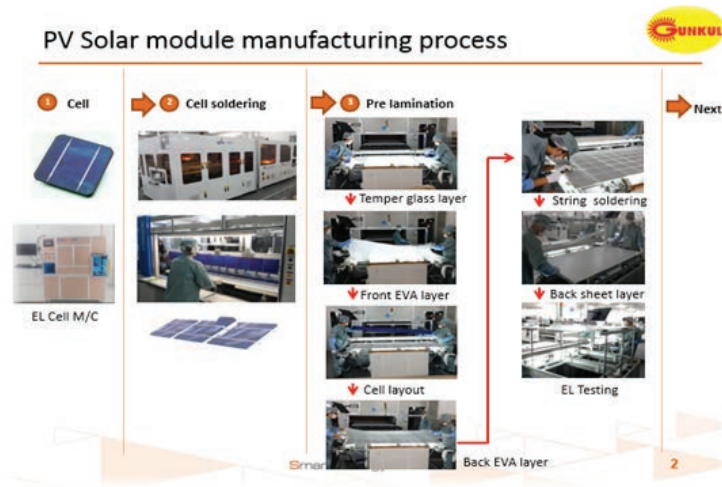 PV Solar module manufacturing process
GUNKUL
1 Cell
EL Cell M/C
2 Cell soldering
3 Pre lamination
Temper glass layer
Front EVA layer
Cell layout
Back EVA layer
String soldering
Back sheet layer
EL Testing
Next
2